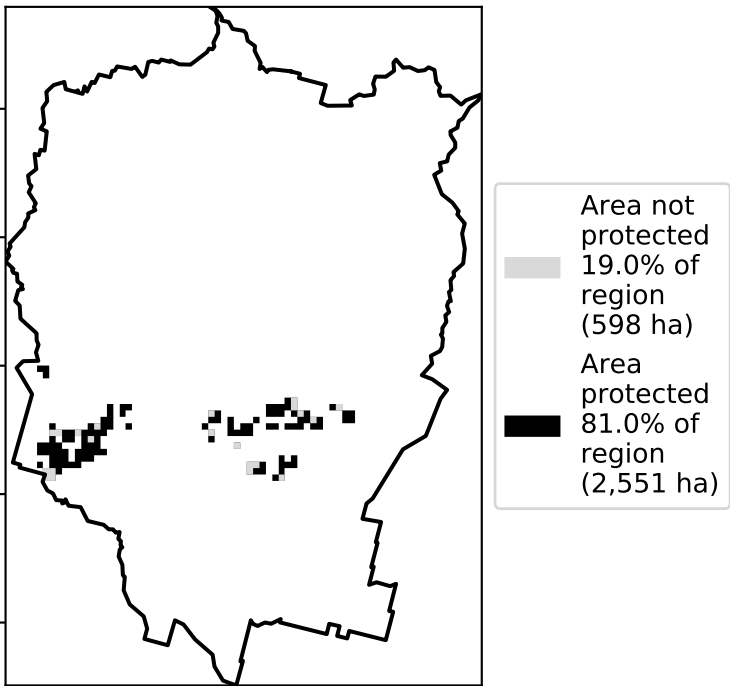 Area not
protected
19.0% of
region
(598 ha)
Area
protected
81.0% of
region
(2,551 ha)